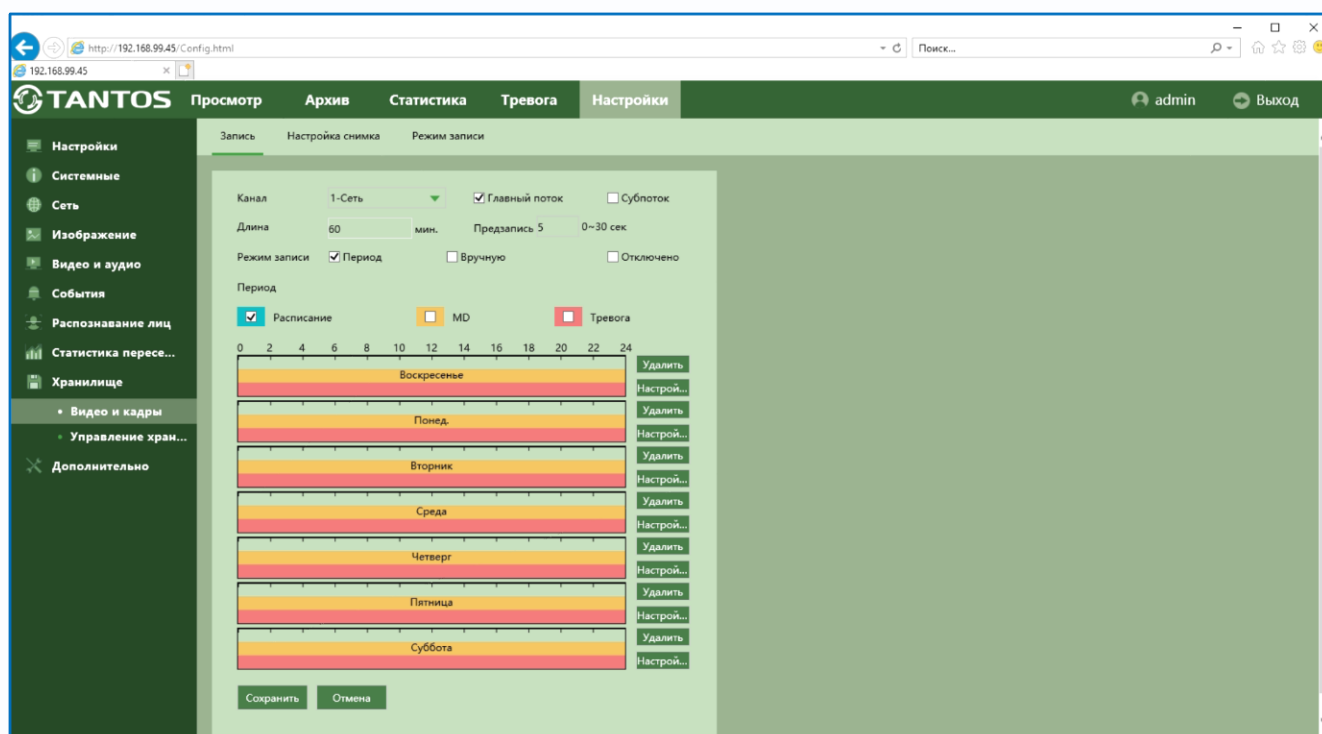 http://192.168.99.45/Config.html
Поиск...
192.168.99.45
TANTOS Просмотр Архив Статистика Тревога Настройки admin Выход
Запись Настройка снимка Режим записи
Настройки
Системные
Сеть
Изображение
Видео и аудио
События
Распознавание лиц
Статистика пересе...
Хранилище
• Видео и кадры
• Управление хран...
Дополнительно
Канал 1-Сеть Главный поток Субпоток
Длина 60 мин. Предзапись 5 0~30 сек
Режим записи Период Вручную Отключено
Период
Расписание MD Тревога
0 2 4 6 8 10 12 14 16 18 20 22 24
Воскресенье
Удалить
Настрой...
Понед.
Удалить
Настрой...
Вторник
Удалить
Настрой...
Среда
Удалить
Настрой...
Четверг
Удалить
Настрой...
Пятница
Удалить
Настрой...
Суббота
Удалить
Настрой...
Сохранить Отмена